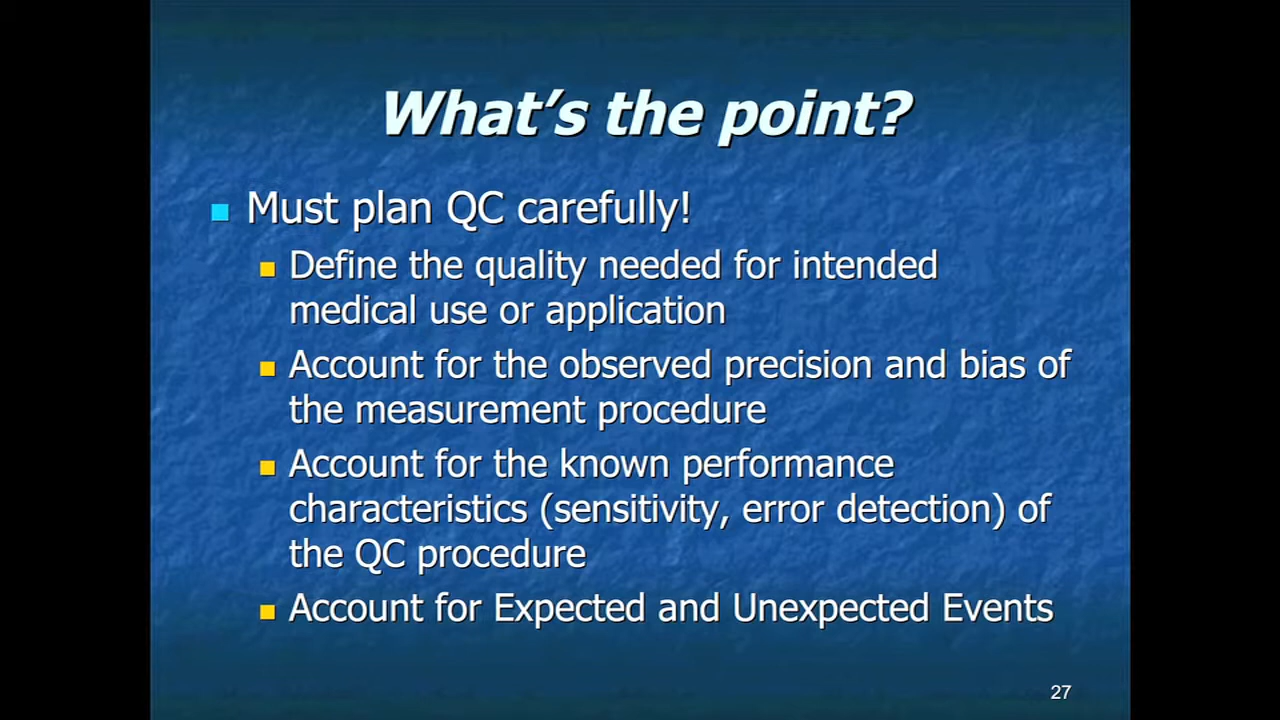 What’s the point?
Must plan QC carefully!
Define the quality needed for intended
medical use or application
Account for the observed precision and bias of
the measurement procedure
Account for the known performance
characteristics (sensitivity, error detection) of
the QC procedure
Account for Expected and Unexpected Events
27